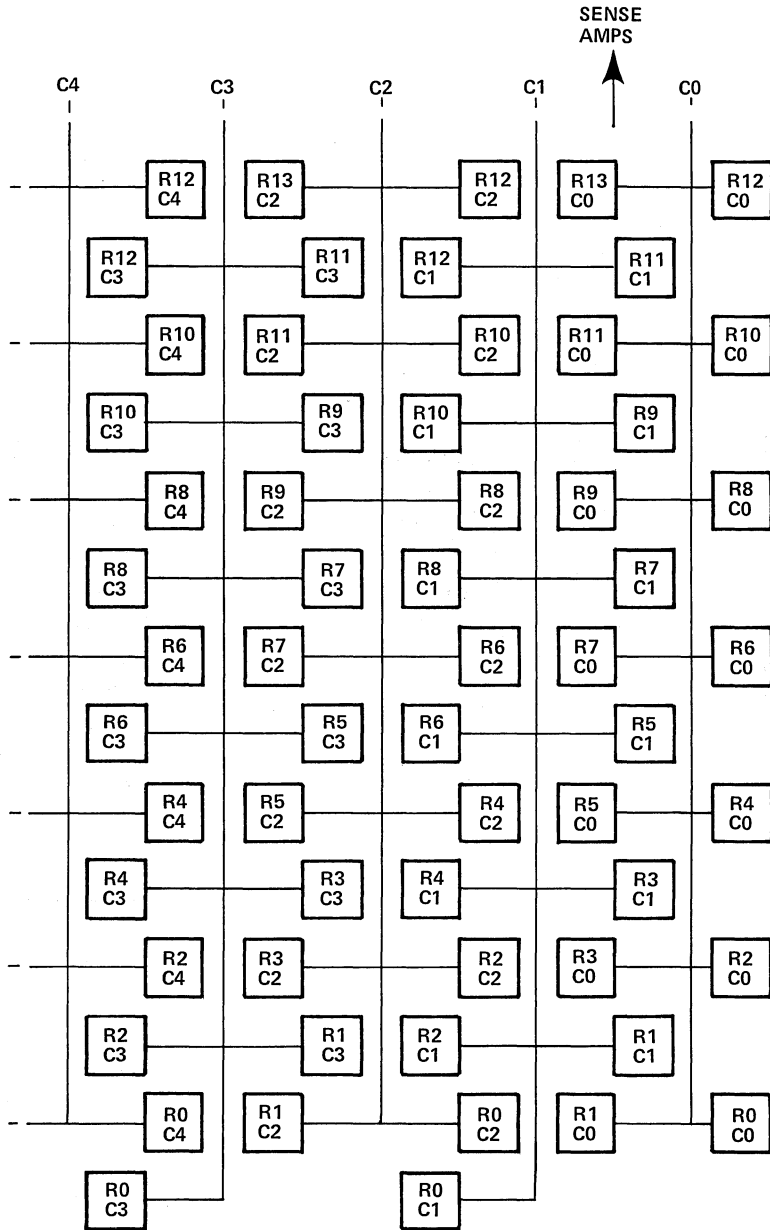 SENSE
AMPS
C4 C3 C2 C1 C0
R12 R13 R12 R13 R12
C4 C2 C2 C0 C0
R12 R11 R12 R11
C3 C3 C1 C1
R10 R11 R10 R11 R10
C4 C2 C2 C0 C0
R10 R9 R10 R9
C3 C3 C1 C1
R8 R9 R8 R9 R8
C4 C2 C2 C0 C0
R8 R7 R8 R7
C3 C3 C1 C1
R6 R7 R6 R7 R6
C4 C2 C2 C0 C0
R6 R5 R6 R5
C3 C3 C1 C1
R4 R5 R4 R5 R4
C4 C2 C2 C0 C0
R4 R3 R4 R3
C3 C3 C1 C1
R2 R3 R2 R3 R2
C4 C2 C2 C0 C0
R2 R1 R2 R1
C3 C3 C1 C1
R0 R1 R0 R1 R0
C4 C2 C2 C0 C0
R0 R0
C3 C1